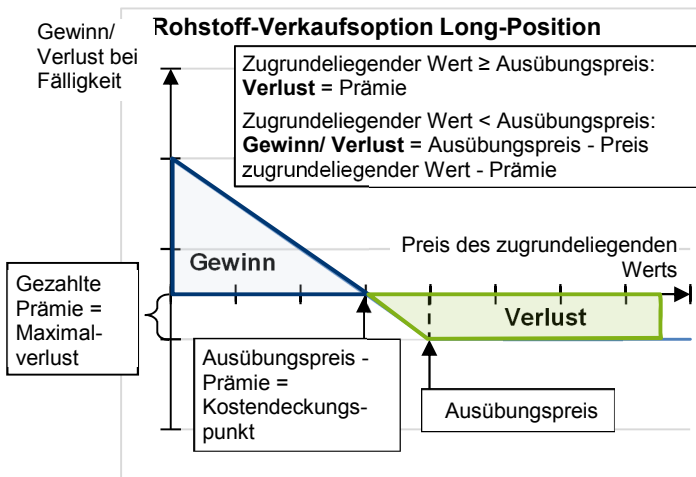 Rohstoff-Verkaufsoption Long-Position
Gewinn/
Verlust bei
Fälligkeit
Zugrundeliegender Wert ≥ Ausübungspreis:
Verlust = Prämie
Zugrundeliegender Wert < Ausübungspreis:
Gewinn/ Verlust = Ausübungspreis - Preis
zugrundeliegender Wert - Prämie
Gewinn
Preis des zugrundeliegenden
Werts
Gezahlte
Prämie =
Maximal-
verlust
Verlust
Ausübungspreis -
Prämie =
Kostendeckungs-
punkt
Ausübungspreis